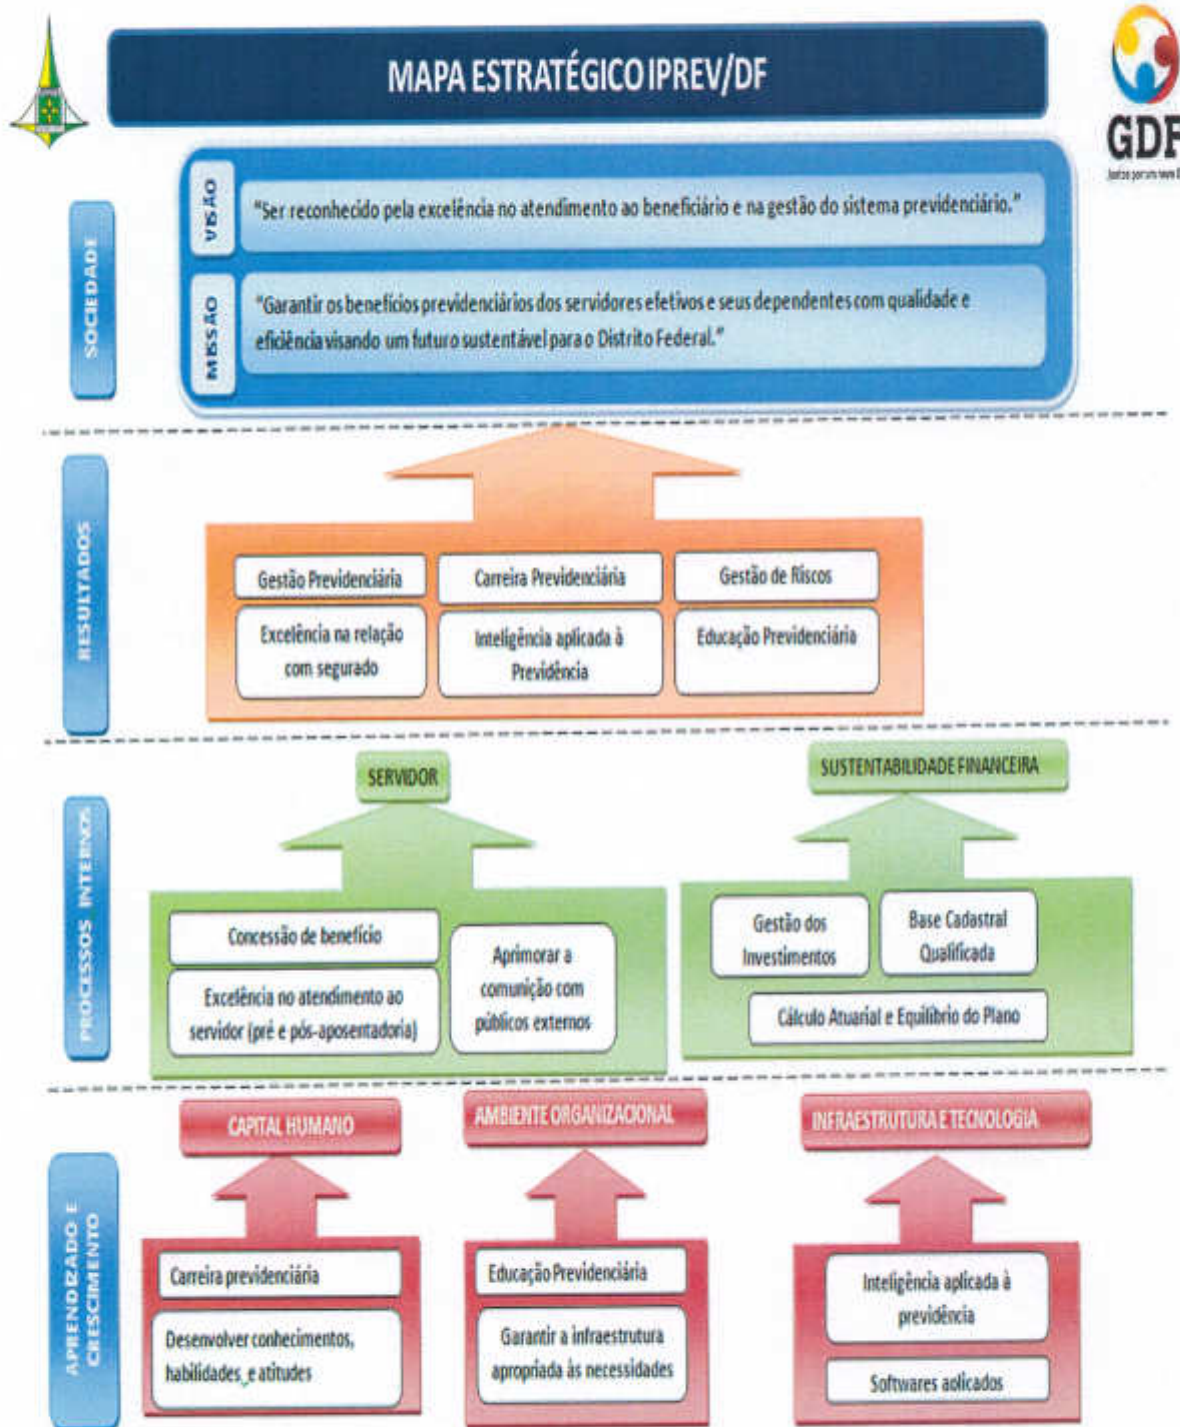 MAPA ESTRATÉGICO IPREV/DF
GDF
SOCIEDADE
VISÃO
"Ser reconhecido pela excelência no atendimento ao beneficiário e na gestão do sistema previdenciário."
MISSÃO
"Garantir os benefícios previdenciários dos servidores efetivos e seus dependentes com qualidade e
eficiência visando um futuro sustentável para o Distrito Federal."
RESULTADOS
Gestão Previdenciária
Carreira Previdenciária
Gestão de Riscos
Excelência na relação
com segurado
Inteligência aplicada à
Previdência
Educação Previdenciária
PROCESSOS INTERNOS
SERVIDOR
Concessão de benefício
Excelência no atendimento ao
servidor (pré e pós-aposentadoria)
Aprimorar a
comunição com
públicos externos
SUSTENTABILIDADE FINANCEIRA
Gestão dos
Investimentos
Base Cadastral
Qualificada
Cálculo Atuarial e Equilíbrio do Plano
APRENDIZADO E
CRESCIMENTO
CAPITAL HUMANO
Carreira previdenciária
Desenvolver conhecimentos,
habilidades e atitudes
AMBIENTE ORGANIZACIONAL
Educação Previdenciária
Garantir a infraestrutura
apropriada às necessidades
INFRAESTRUTURA E TECNOLOGIA
Inteligência aplicada à
previdência
Softwares aplicados